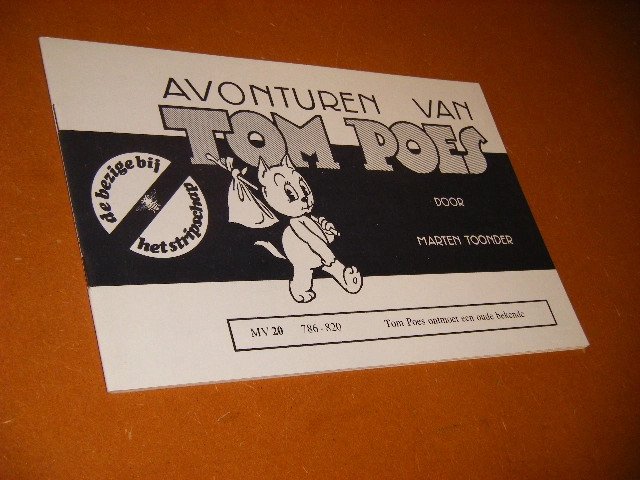 AVONTUREN VAN
TOM POES
de bezige bij
het stripschap
DOOR
MARTEN TOONDER
MV 20 786-820 Tom Poes ontmoet een oude bekende